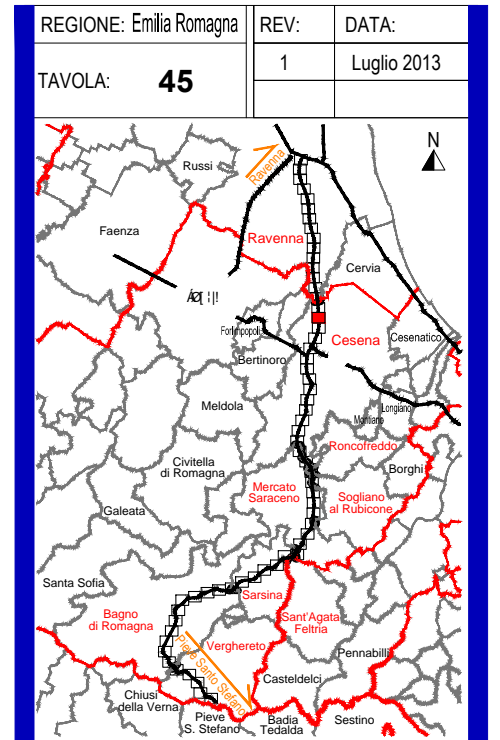 REGIONE: Emilia Romagna
REV:
DATA:
TAVOLA: 45
1
Luglio 2013
N
Russi
Ravenna
Faenza
Ravenna
Cervia
Forlimpopoli
Cesena
Cesenatico
Bertinoro
Meldola
Longiano
Montiano
Roncofreddo
Civitella
di Romagna
Borghi
Mercato
Saraceno
Sogliano
al Rubicone
Galeata
Santa Sofia
Sarsina
Bagno
di Romagna
Sant'Agata
Feltria
Verghereto
Pieve Santo Stefano
Pennabilli
Casteldelci
Chiusi
della Verna
Pieve
S. Stefano
Badia
Tedalda
Sestino